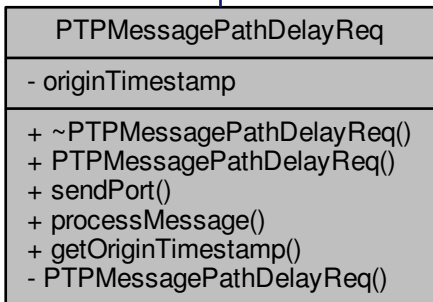 PTPMessagePathDelayReq
- originTimestamp
+ ~PTPMessagePathDelayReq()
+ PTPMessagePathDelayReq()
+ sendPort()
+ processMessage()
+ getOriginTimestamp()
- PTPMessagePathDelayReq()